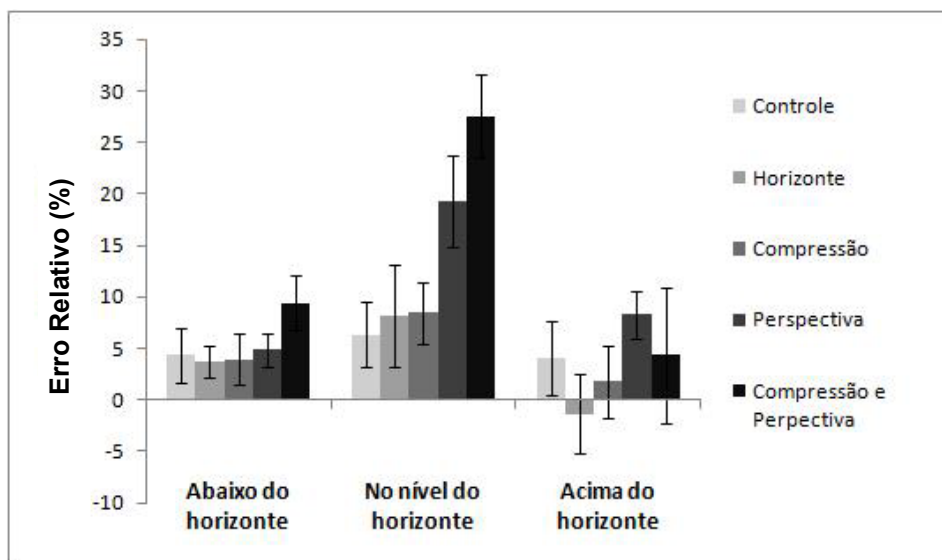 Erro Relativo (%)
35
30
25
20
15
10
5
0
-5
-10
Abaixo do
horizonte
No nível do
horizonte
Acima do
horizonte
Controle
Horizonte
Compressão
Perspectiva
Compressão e
Perpectiva